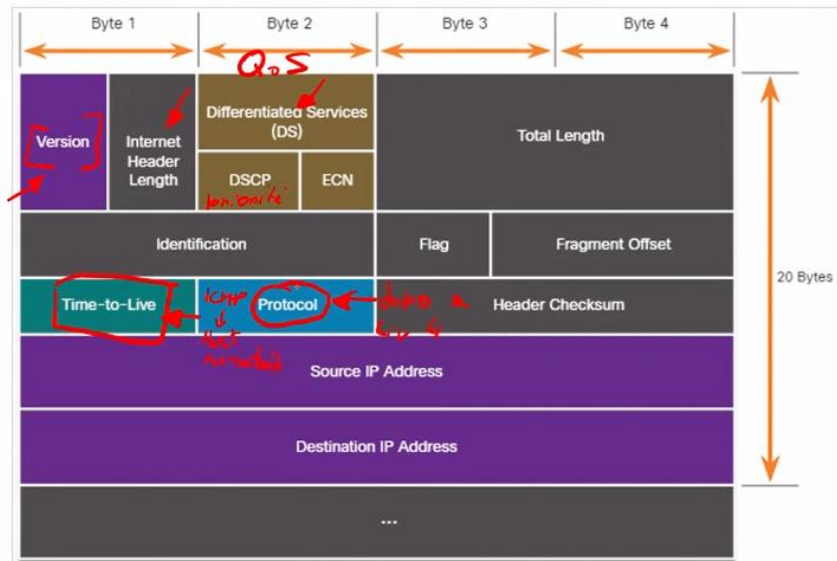 Byte 1 Byte 2 Byte 3 Byte 4
QoS
Version
Internet
Header
Length
Differentiated Services
(DS)
DSCP
ECN
Total Length
Identification
Flag
Fragment Offset
20 Bytes
Time-to-Live
ICMP
Protocol
Header Checksum
Source IP Address
Destination IP Address
...